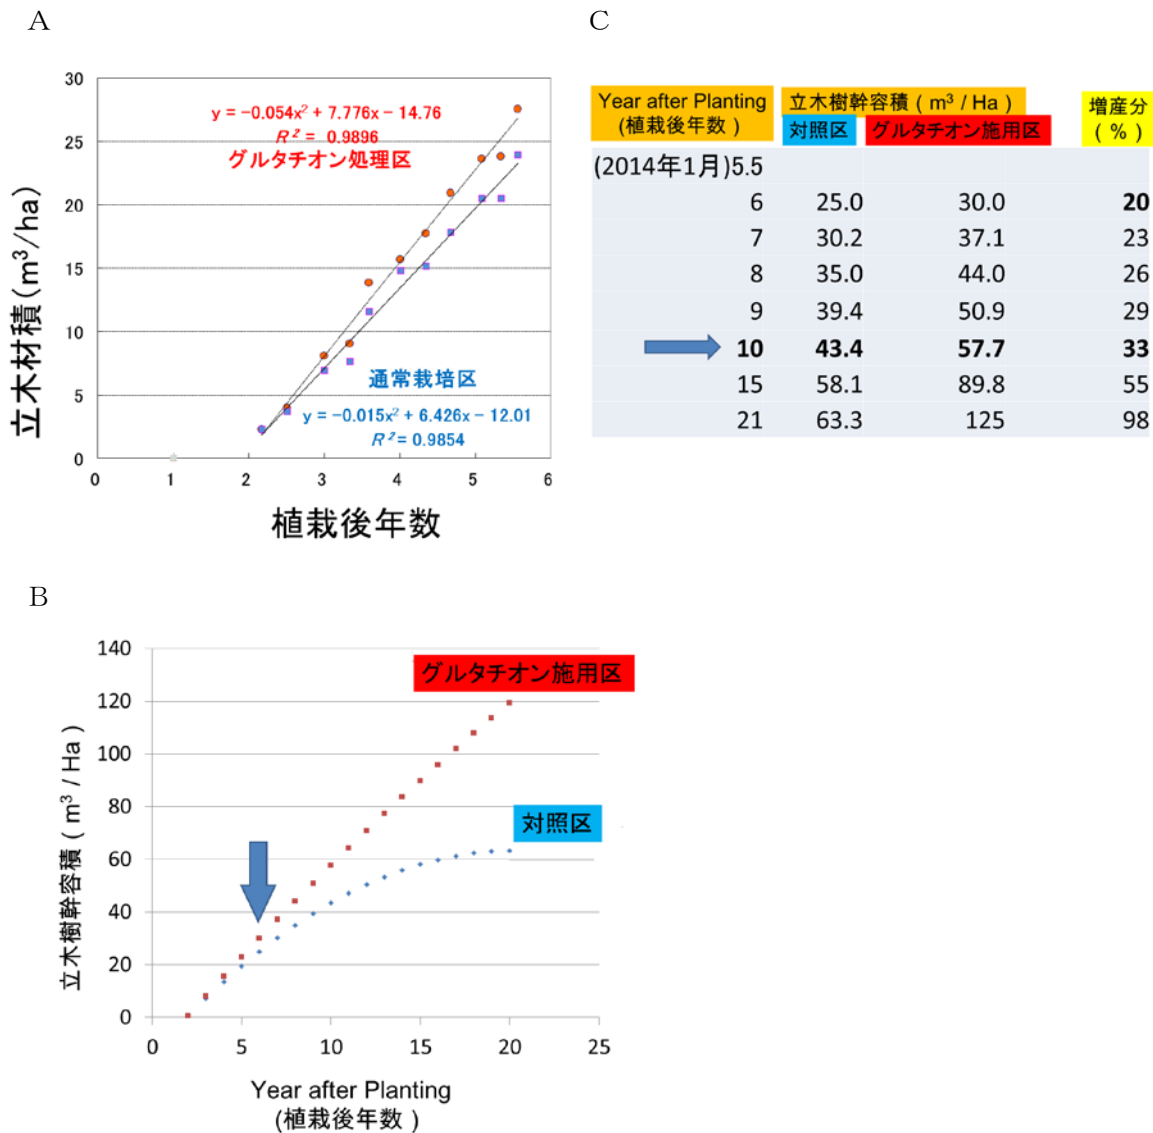 A
立木材積(m³/ha)
30
25
20
15
10
5
0
y = −0.054x² + 7.776x − 14.76
R² = 0.9896
グルタチオン処理区
通常栽培区
y = −0.015x² + 6.426x − 12.01
R² = 0.9854
0 1 2 3 4 5 6
植栽後年数
C
Year after Planting
(植栽後年数)
立木樹幹容積(m³/Ha)
対照区 グルタチオン施用区
増産分
(%)
(2014年1月)5.5
6 25.0 30.0 20
7 30.2 37.1 23
8 35.0 44.0 26
9 39.4 50.9 29
10 43.4 57.7 33
15 58.1 89.8 55
21 63.3 125 98
B
立木樹幹容積(m³/Ha)
140
120
100
80
60
40
20
0
グルタチオン施用区
対照区
0 5 10 15 20 25
Year after Planting
(植栽後年数)